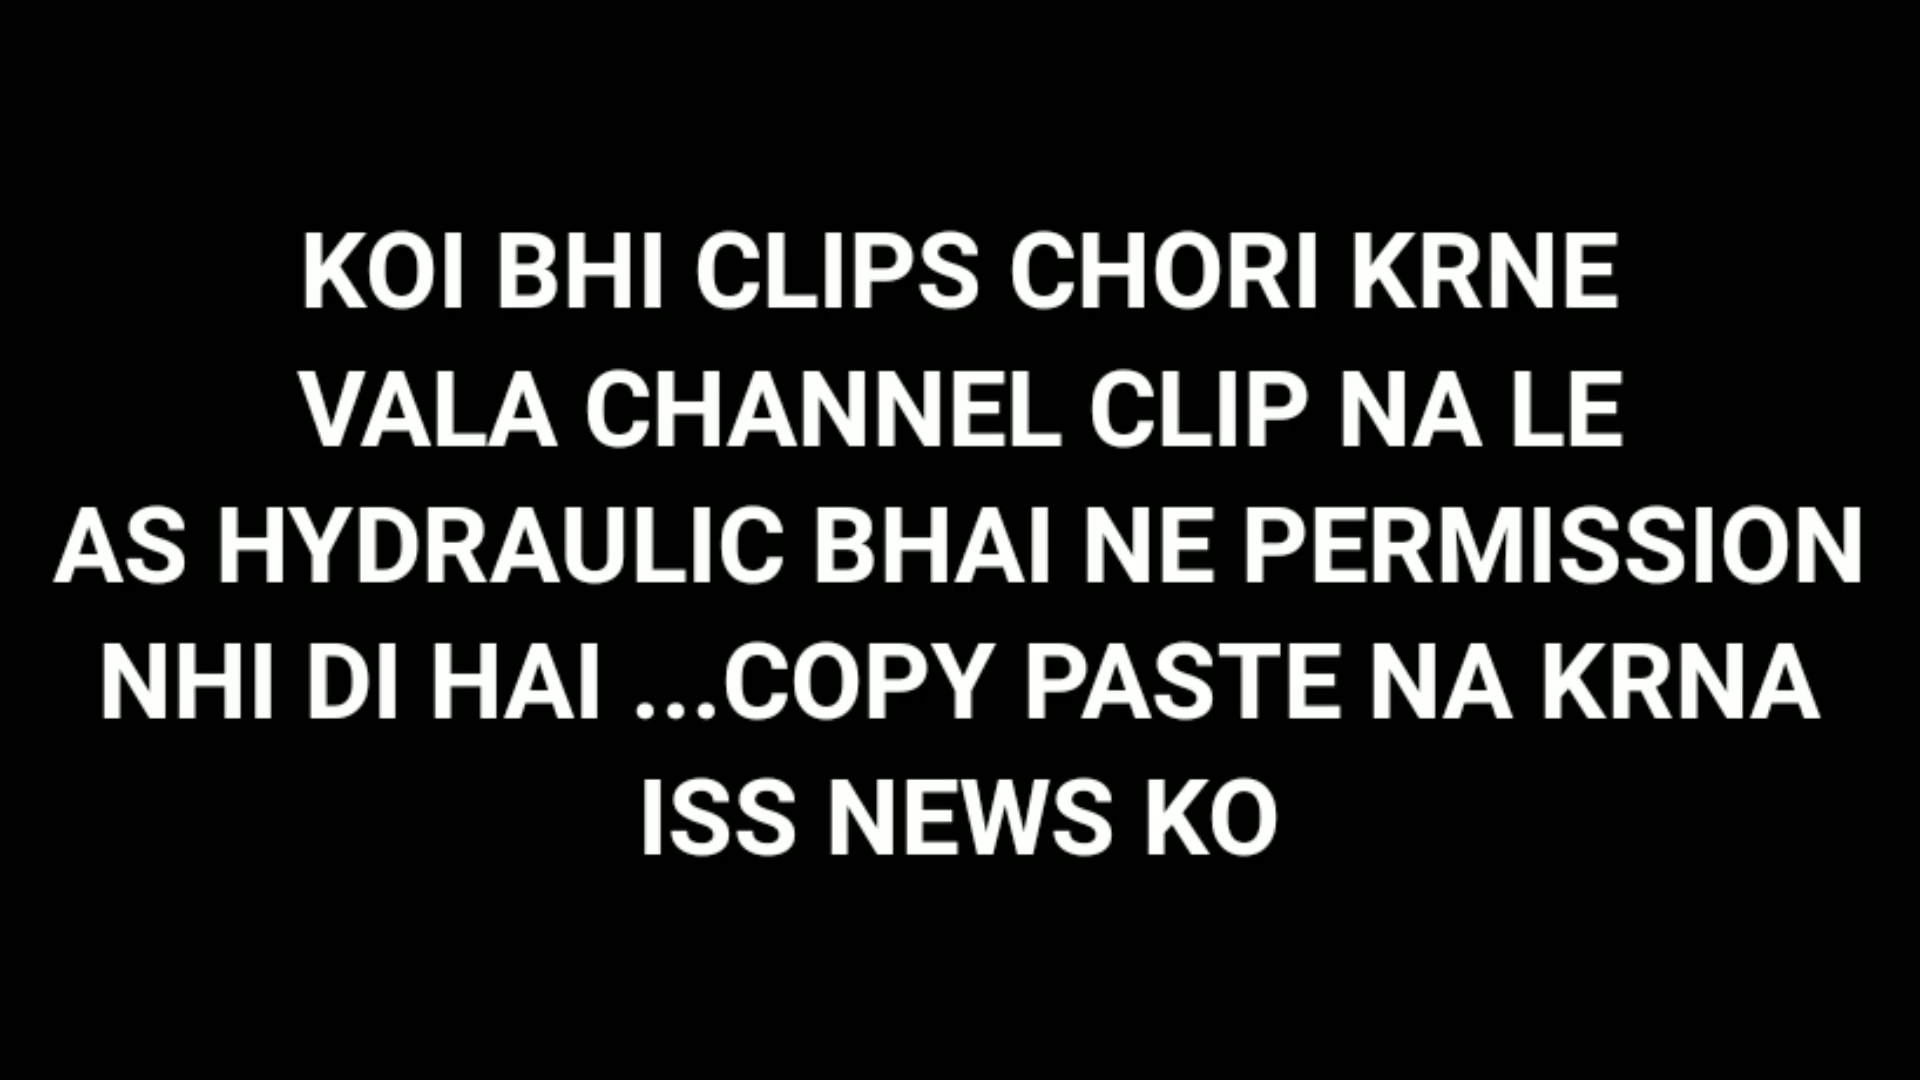 KOI BHI CLIPS CHORI KRNE
VALA CHANNEL CLIP NA LE
AS HYDRAULIC BHAI NE PERMISSION
NHI DI HAI ...COPY PASTE NA KRNA
ISS NEWS KO